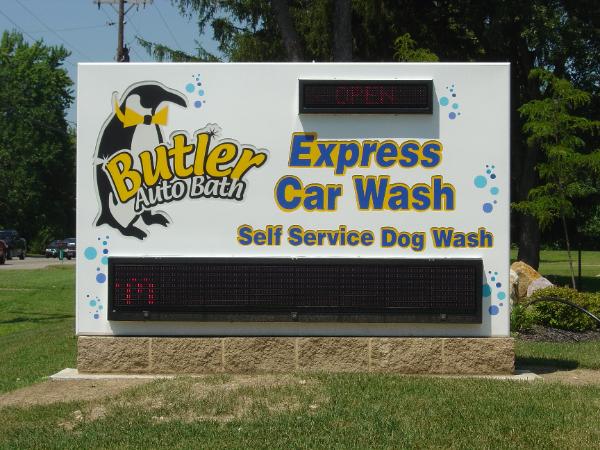 OPEN
Butler
Auto Bath
Express
Car Wash
Self Service Dog Wash